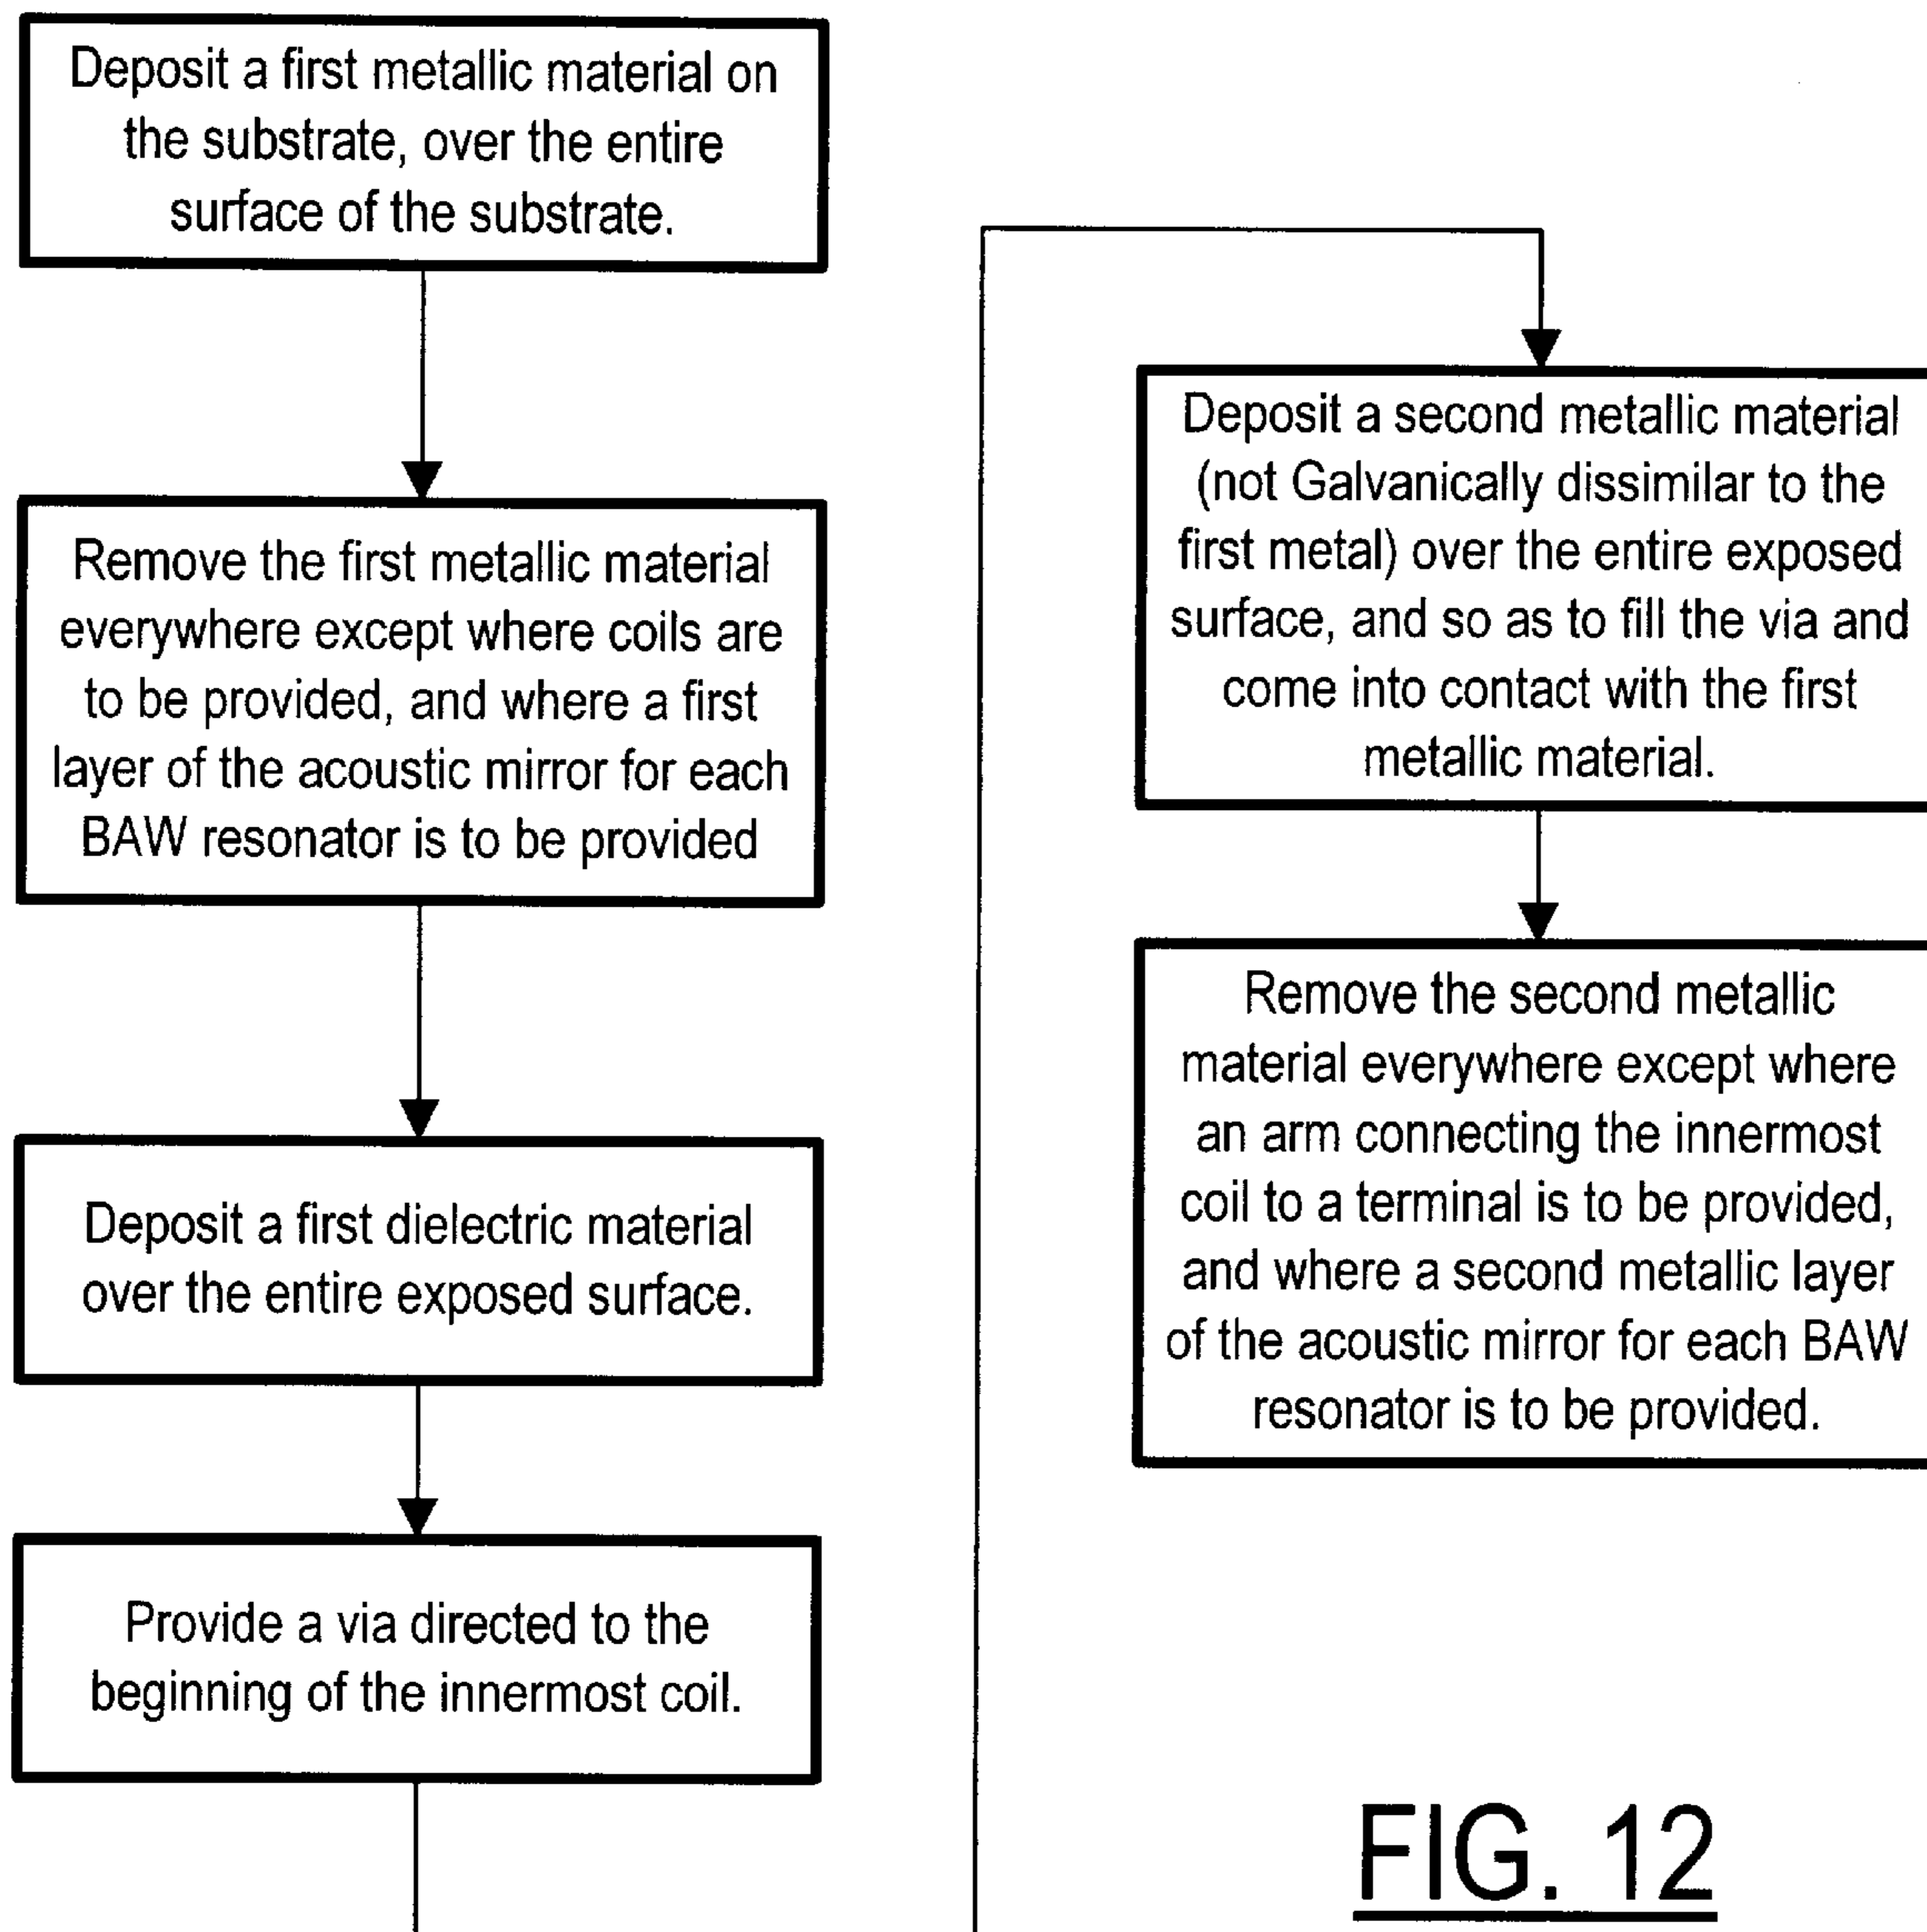 Deposit a first metallic material on
the substrate, over the entire
surface of the substrate.
Remove the first metallic material
everywhere except where coils are
to be provided, and where a first
layer of the acoustic mirror for each
BAW resonator is to be provided
Deposit a first dielectric material
over the entire exposed surface.
Provide a via directed to the
beginning of the innermost coil.
Deposit a second metallic material
(not Galvanically dissimilar to the
first metal) over the entire exposed
surface, and so as to fill the via and
come into contact with the first
metallic material.
Remove the second metallic
material everywhere except where
an arm connecting the innermost
coil to a terminal is to be provided,
and where a second metallic layer
of the acoustic mirror for each BAW
resonator is to be provided.
FIG. 12